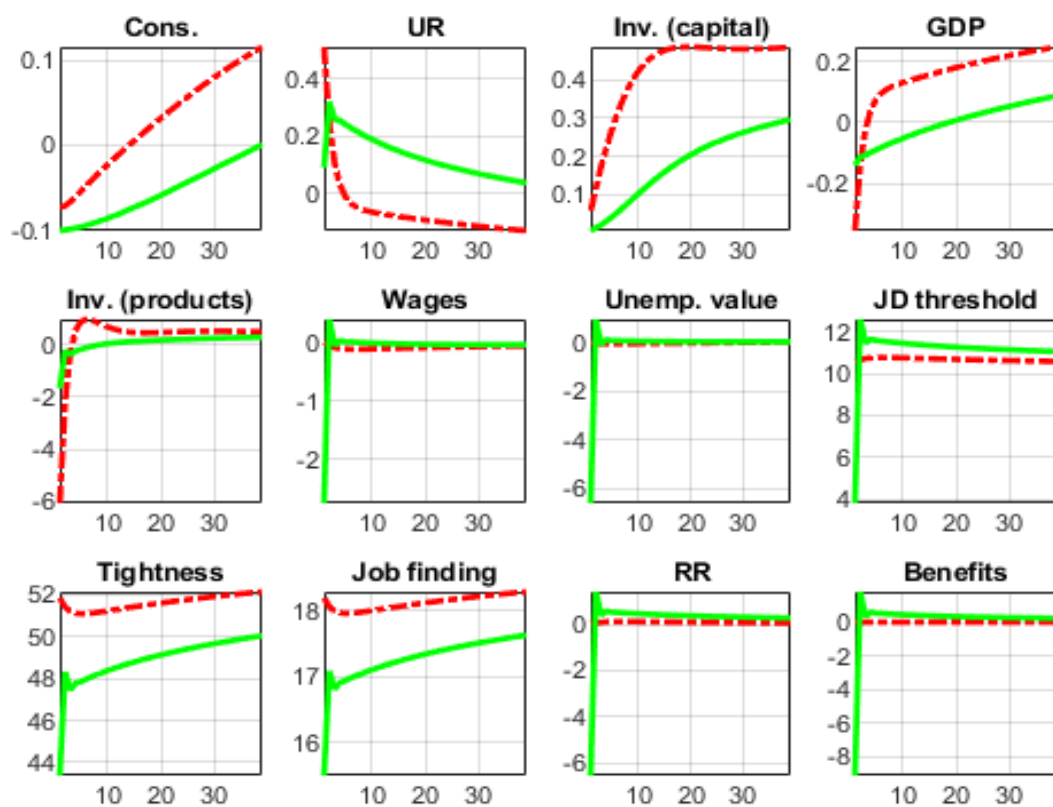 Cons. UR Inv. (capital) GDP
0.1 0.4 0.4 0.2
0 0.2 0.3 0
0.2
-0.1 0 0.1 -0.2
10 20 30 10 20 30 10 20 30 10 20 30
Inv. (products) Wages Unemp. value JD threshold
0 0 0 12
-2 -1 -2 10
-4 -2 -4 8
-6 -6 6
4
10 20 30 10 20 30 10 20 30 10 20 30
Tightness Job finding RR Benefits
52 18 0 0
50 17 -2 -2
48 16 -4 -4
46 -6 -6
44 -8
10 20 30 10 20 30 10 20 30 10 20 30